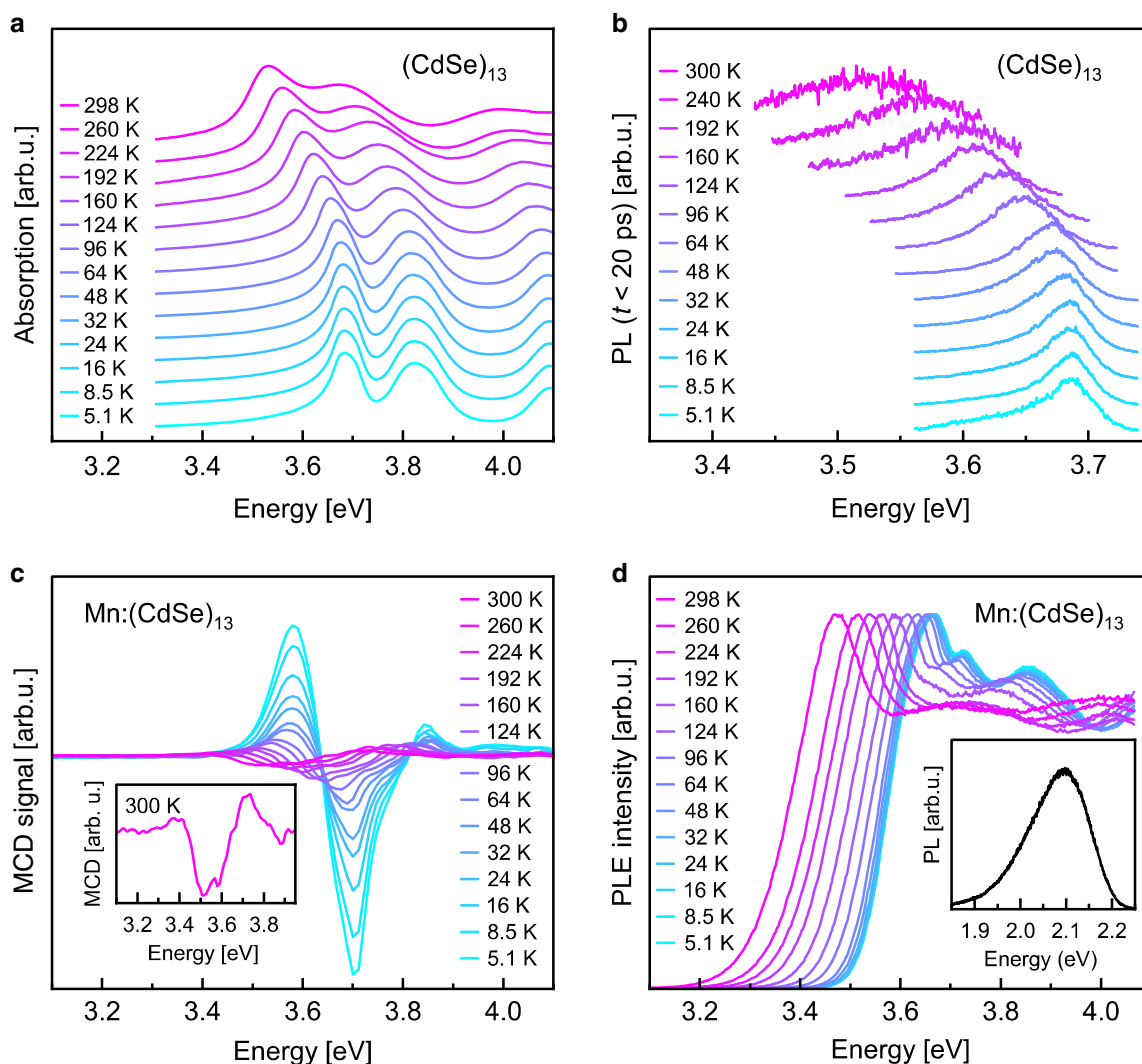 a
(CdSe)13
298 K
260 K
224 K
192 K
160 K
124 K
96 K
64 K
48 K
32 K
24 K
16 K
8.5 K
5.1 K
Absorption [arb.u.]
3.2 3.4 3.6 3.8 4.0
Energy [eV]
b
(CdSe)13
300 K
240 K
192 K
160 K
124 K
96 K
64 K
48 K
32 K
24 K
16 K
8.5 K
5.1 K
PL (t < 20 ps) [arb.u.]
3.4 3.5 3.6 3.7
Energy [eV]
c
Mn:(CdSe)13
300 K
260 K
224 K
192 K
160 K
124 K
96 K
64 K
48 K
32 K
24 K
16 K
8.5 K
5.1 K
MCD signal [arb.u.]
300 K
MCD [arb. u.]
3.2 3.4 3.6 3.8
Energy [eV]
3.2 3.4 3.6 3.8 4.0
Energy [eV]
d
Mn:(CdSe)13
298 K
260 K
224 K
192 K
160 K
124 K
96 K
64 K
48 K
32 K
24 K
16 K
8.5 K
5.1 K
PLE intensity [arb.u.]
PL [arb.u.]
1.9 2.0 2.1 2.2
Energy (eV)
3.2 3.4 3.6 3.8 4.0
Energy [eV]